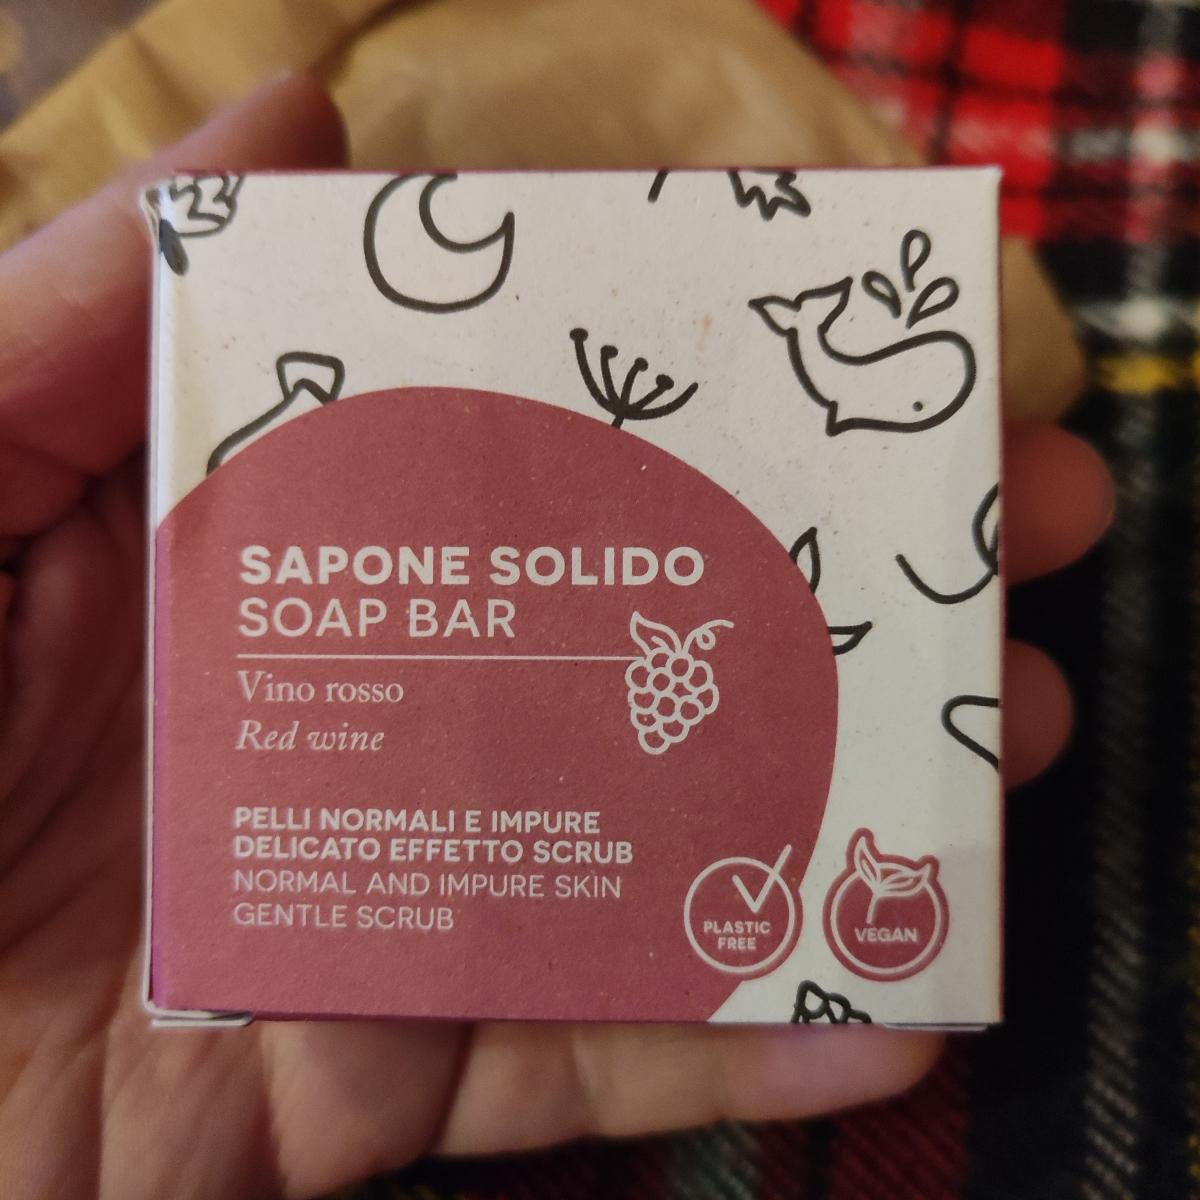 SAPONE SOLIDO
SOAP BAR
Vino rosso
Red wine
PELLI NORMALI E IMPURE
DELICATO EFFETTO SCRUB
NORMAL AND IMPURE SKIN
GENTLE SCRUB
PLASTIC
FREE
VEGAN